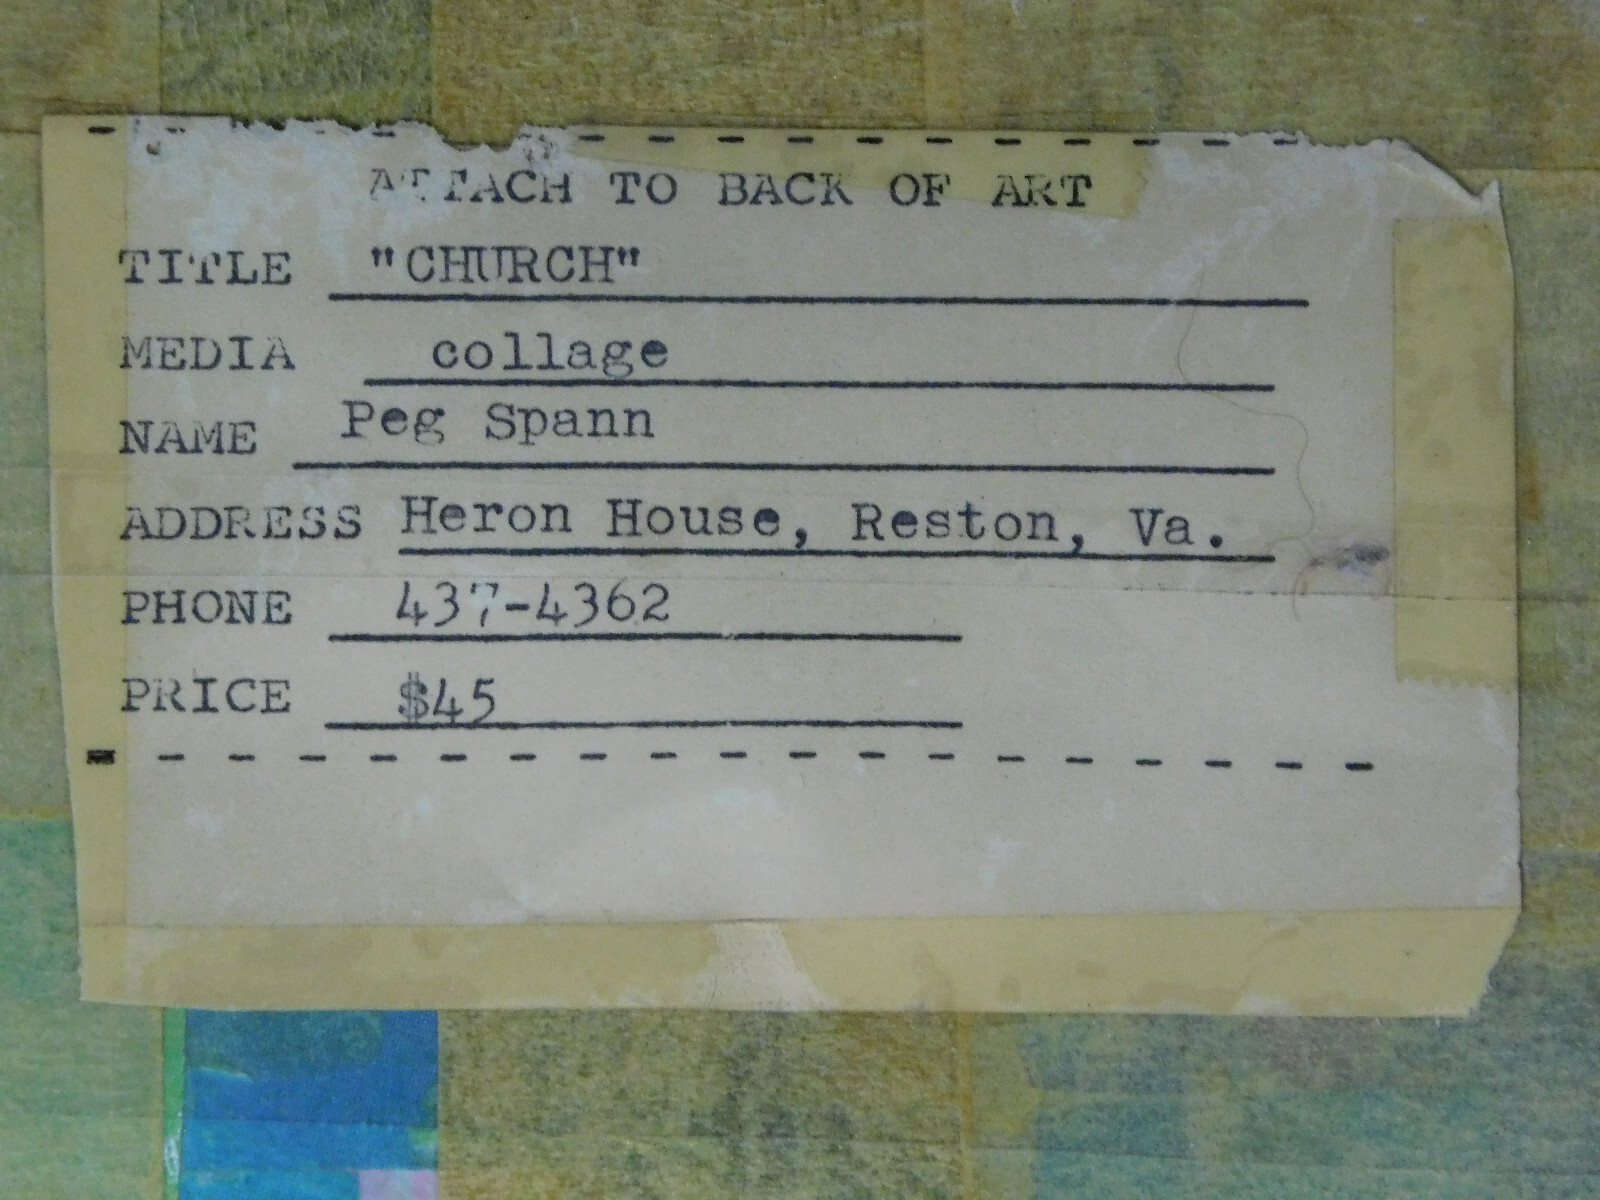 ATTACH TO BACK OF ART
TITLE "CHURCH"
MEDIA collage
NAME Peg Spann
ADDRESS Heron House, Reston, Va.
PHONE 437-4362
PRICE $45